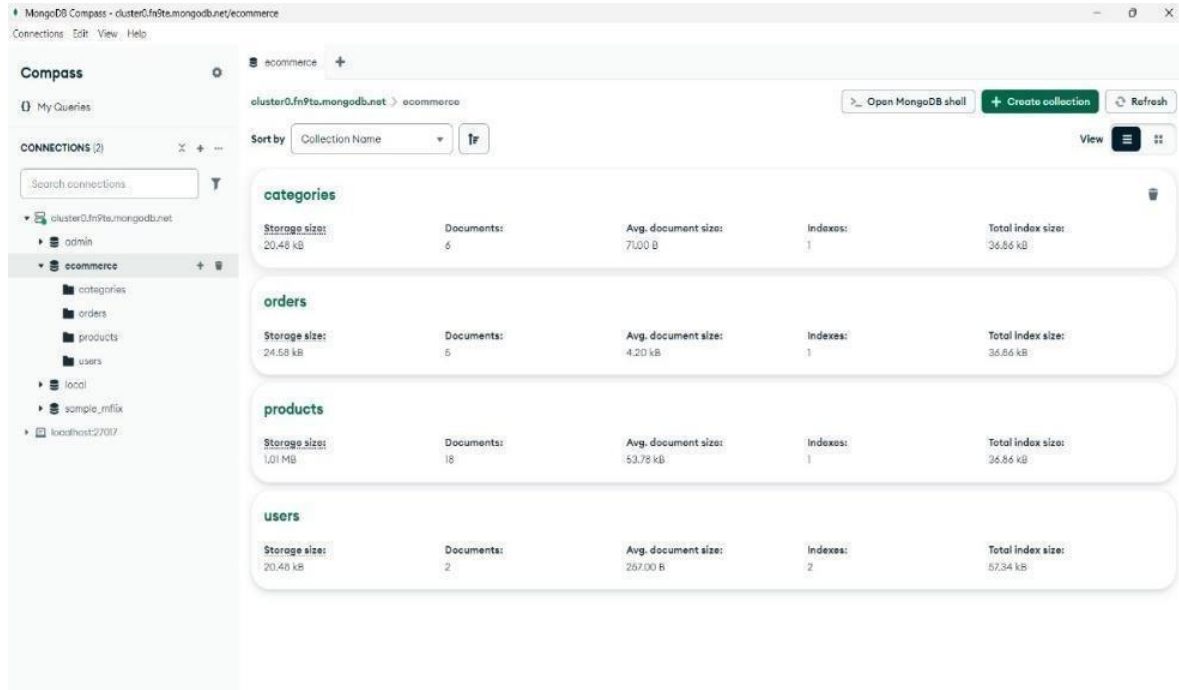 MongoDB Compass - cluster0.fn9te.mongodb.net/ecommerce
Connections Edit View Help
Compass
ecommerce
{} My Queries
cluster0.fn9te.mongodb.net > ecommerce
>_ Open MongoDB shell
+ Create collection
Refresh
CONNECTIONS (2)
Sort by Collection Name
View
Search connections
cluster0.fn9te.mongodb.net
admin
ecommerce
categories
orders
products
users
local
sample_mflix
localhost:27017
categories
Storage size: Documents: Avg. document size: Indexes: Total index size:
20.48 kB 6 71.00 B 1 36.86 kB
orders
Storage size: Documents: Avg. document size: Indexes: Total index size:
24.58 kB 5 4.20 kB 1 36.86 kB
products
Storage size: Documents: Avg. document size: Indexes: Total index size:
1.01 MB 18 53.78 kB 1 36.86 kB
users
Storage size: Documents: Avg. document size: Indexes: Total index size:
20.48 kB 2 257.00 B 2 57.34 kB